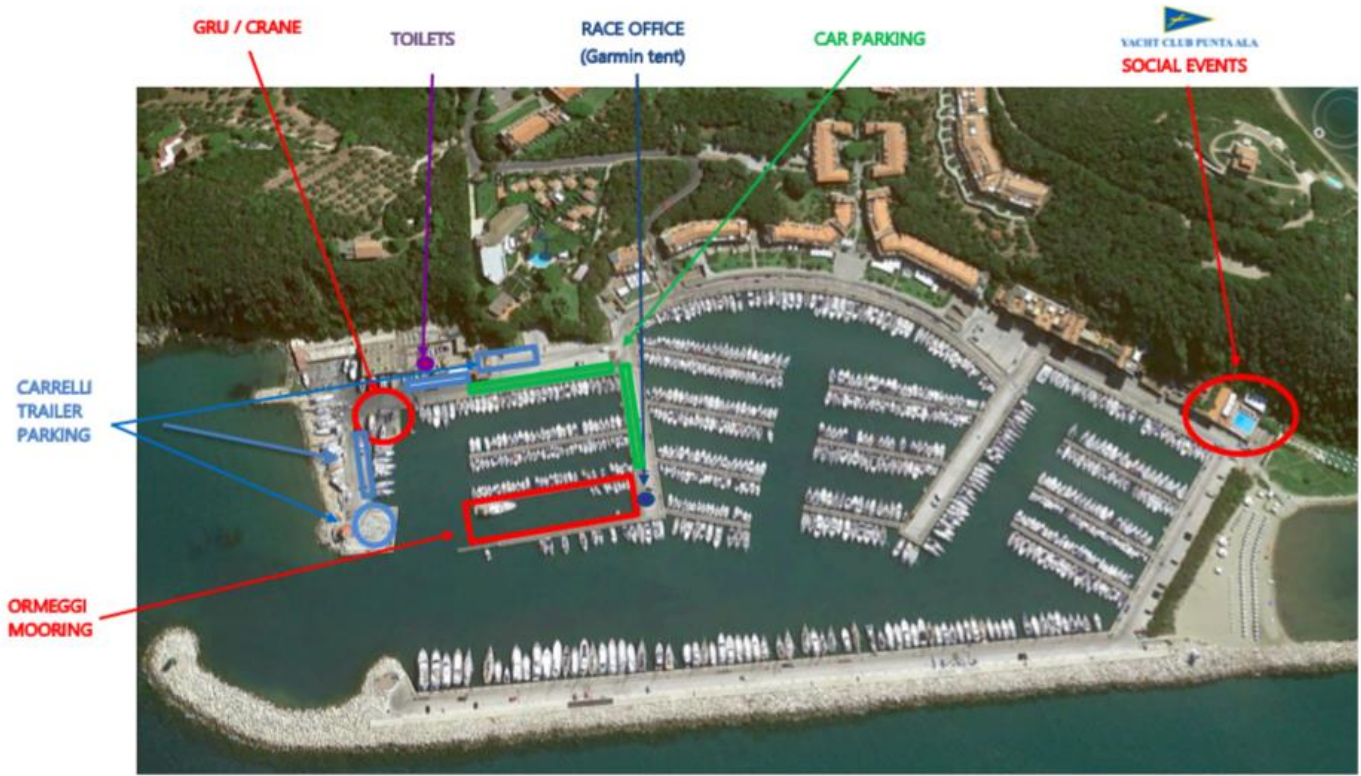 GRU / CRANE
TOILETS
RACE OFFICE
(Garmin tent)
CAR PARKING
YACHT CLUB PUNTA ALA
SOCIAL EVENTS
CARRELLI
TRAILER
PARKING
ORMEGGI
MOORING